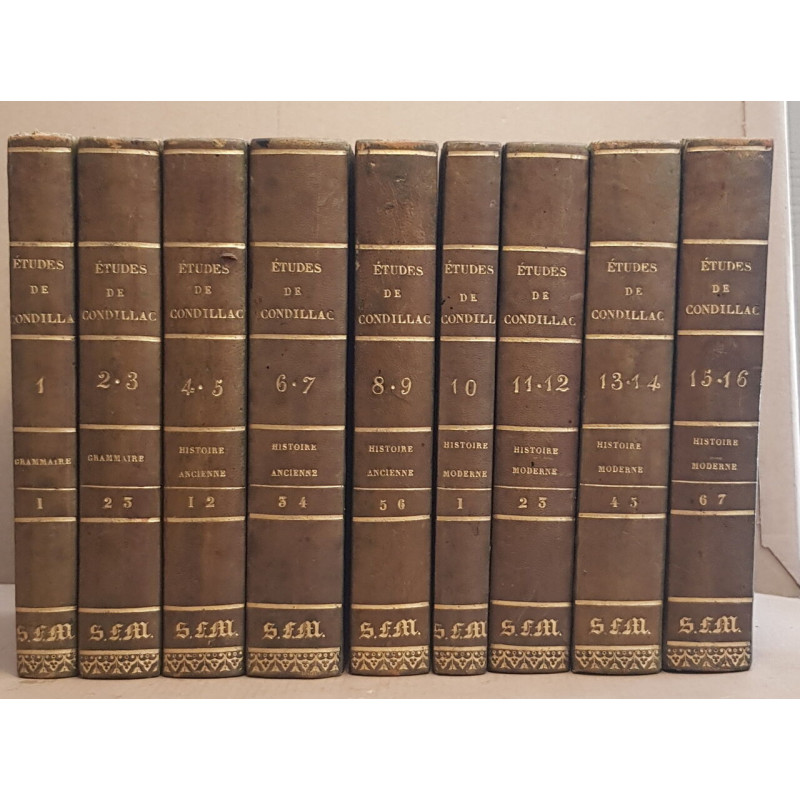 ÉTUDES
DE
CONDILLA
1
GRAMMAIRE
1
S.F.M.
ÉTUDES
DE
CONDILLAC
2·3
GRAMMAIRE
2 3
S.F.M.
ÉTUDES
DE
CONDILLAC
4·5
HISTOIRE
ANCIENNE
1 2
S.F.M.
ÉTUDES
DE
CONDILLAC
6·7
HISTOIRE
ANCIENNE
3 4
S.F.M.
ÉTUDES
DE
CONDILLAC
8·9
HISTOIRE
ANCIENNE
5 6
S.F.M.
ÉTUDES
DE
CONDILL
10
HISTOIRE
MODERNE
1
S.F.M.
ÉTUDES
DE
CONDILLAC
11·12
HISTOIRE
MODERNE
2 3
S.F.M.
ÉTUDES
DE
CONDILLAC
13·14
HISTOIRE
MODERNE
4 5
S.F.M.
ÉTUDES
DE
CONDILLAC
15·16
HISTOIRE
MODERNE
6 7
S.F.M.